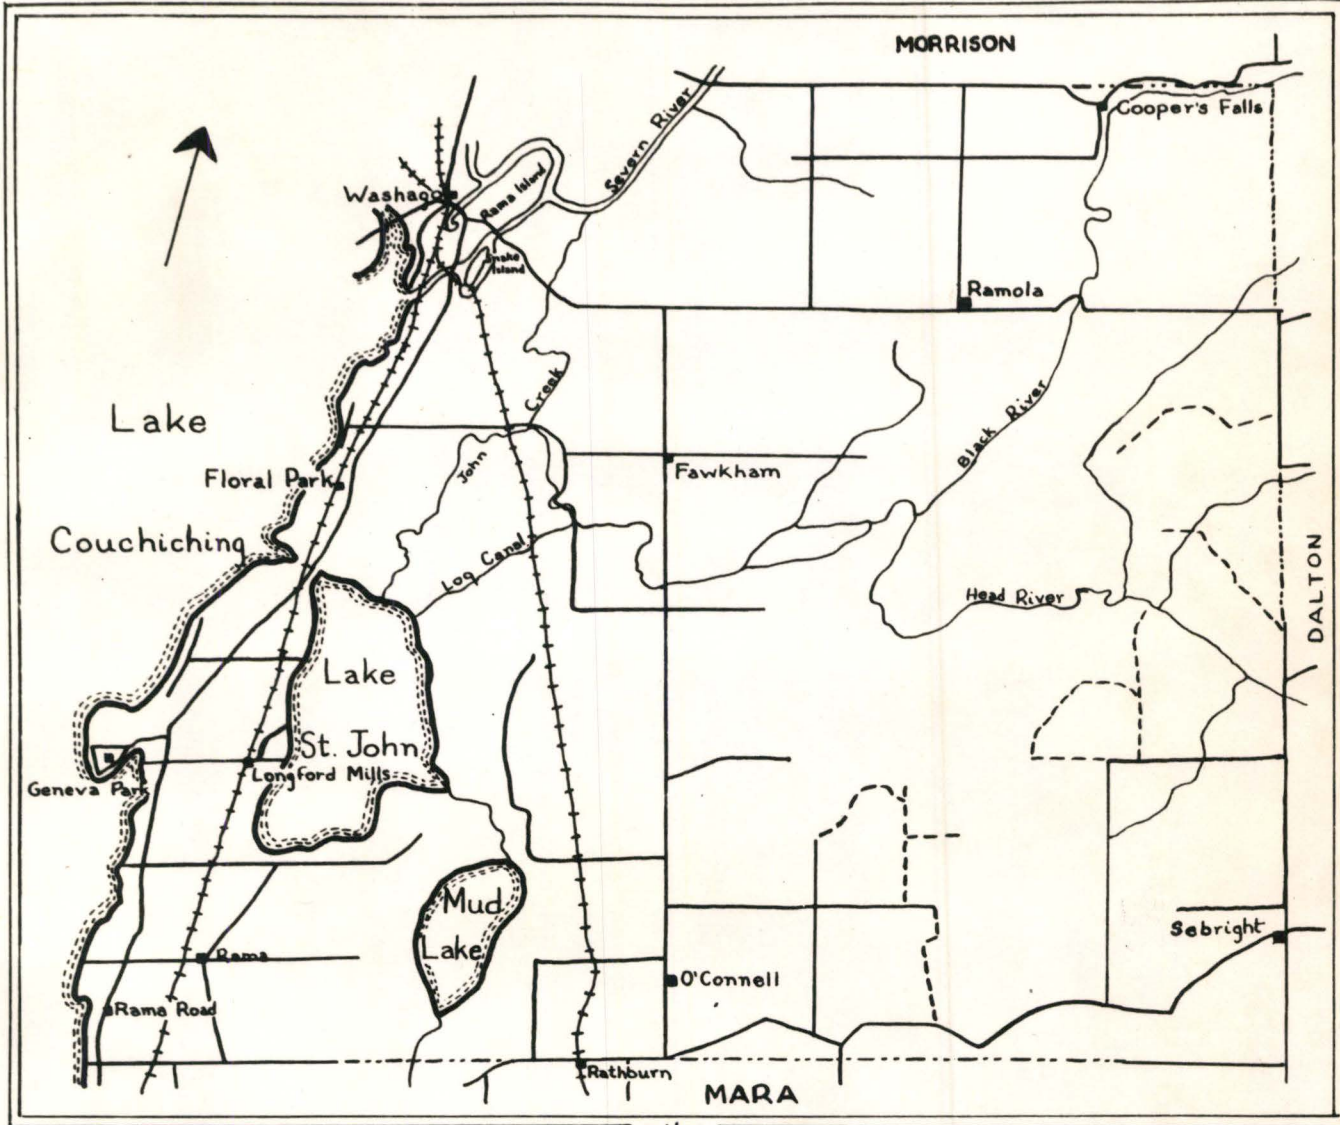 MORRISON
Cooper's Falls
Severn River
Washago
Rama Island
Snake
Island
Ramola
Lake
Creek
Black River
John
Floral Park
Fawkham
Couchiching
Log Canal
DALTON
Head River
Lake
St. John
Longford Mills
Geneva Park
Mud
Lake
Sebright
Rama
O'Connell
Rama Road
Rathburn
MARA